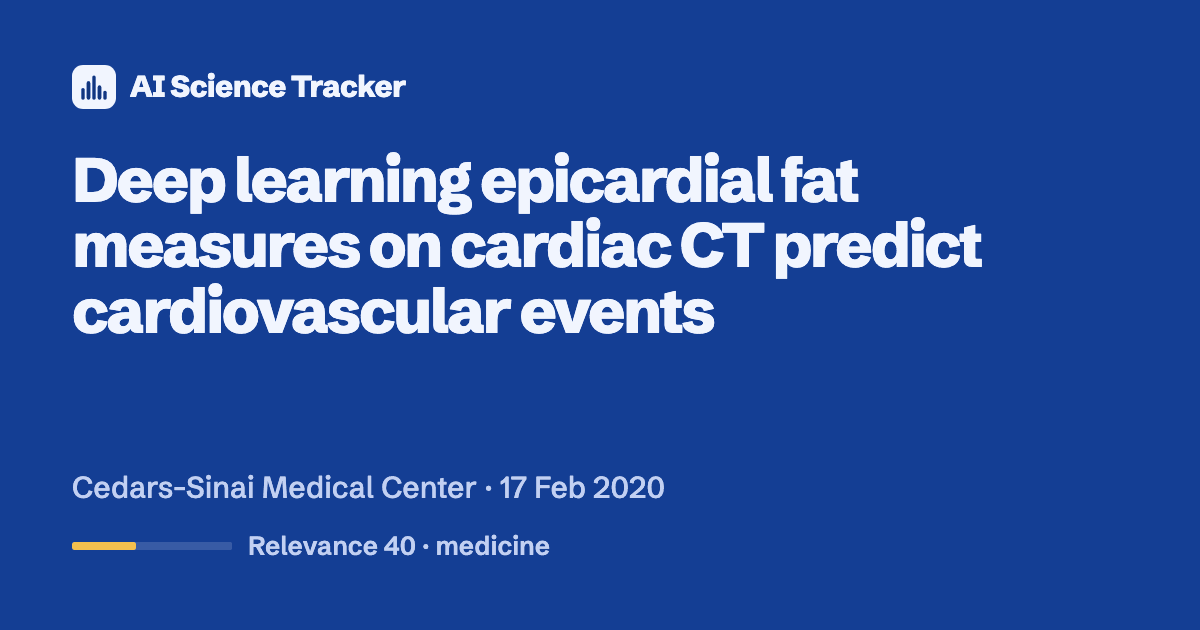 AI Science Tracker
Deep learning epicardial fat
measures on cardiac CT predict
cardiovascular events
Cedars-Sinai Medical Center · 17 Feb 2020
Relevance 40 · medicine